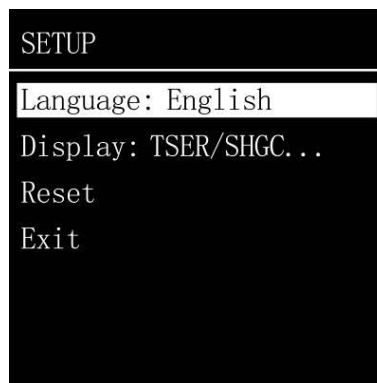 SETUP
Language: English
Display: TSER/SHGC...
Reset
Exit